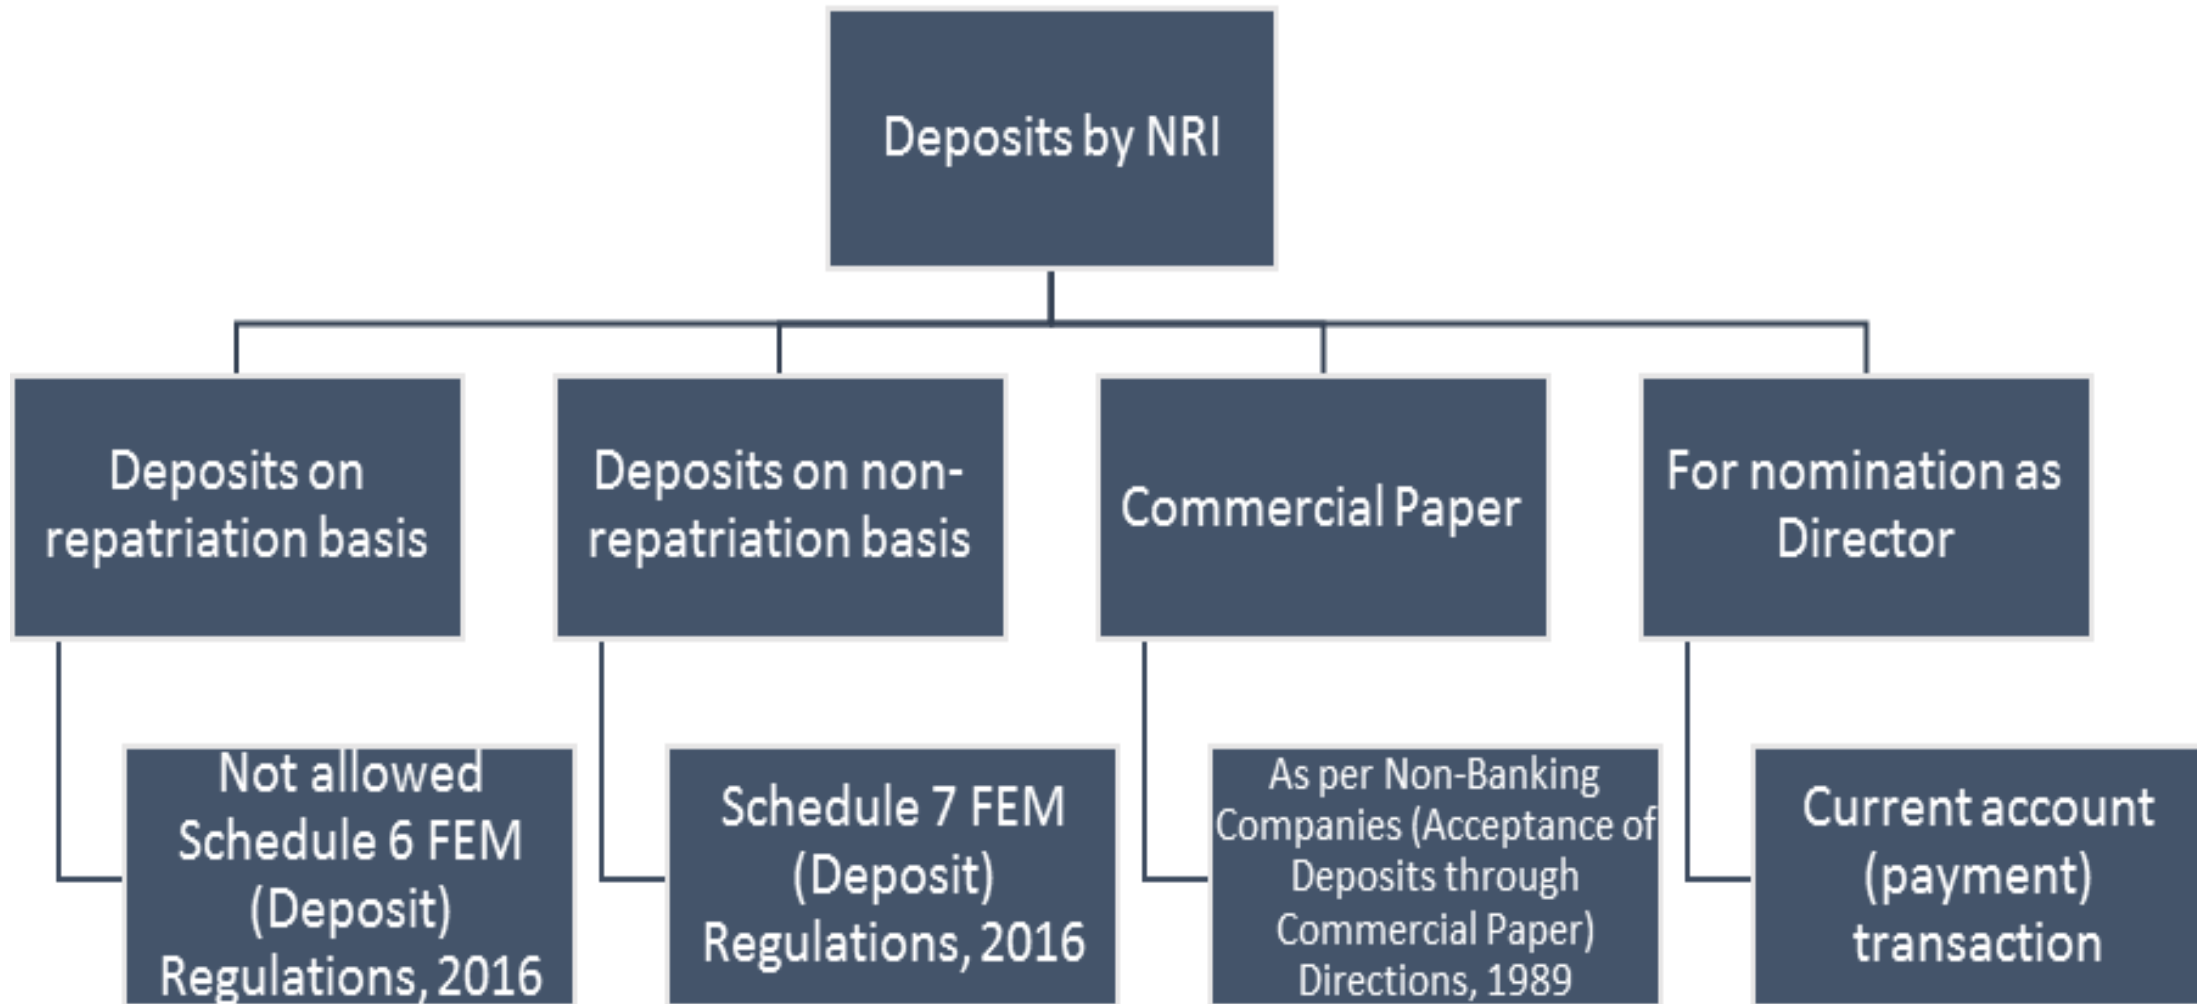 Deposits by NRI
Deposits on
repatriation basis
Deposits on non-
repatriation basis
Commercial Paper
For nomination as
Director
Not allowed
Schedule 6 FEM
(Deposit)
Regulations, 2016
Schedule 7 FEM
(Deposit)
Regulations, 2016
As per Non-Banking
Companies (Acceptance of
Deposits through
Commercial Paper)
Directions, 1989
Current account
(payment)
transaction